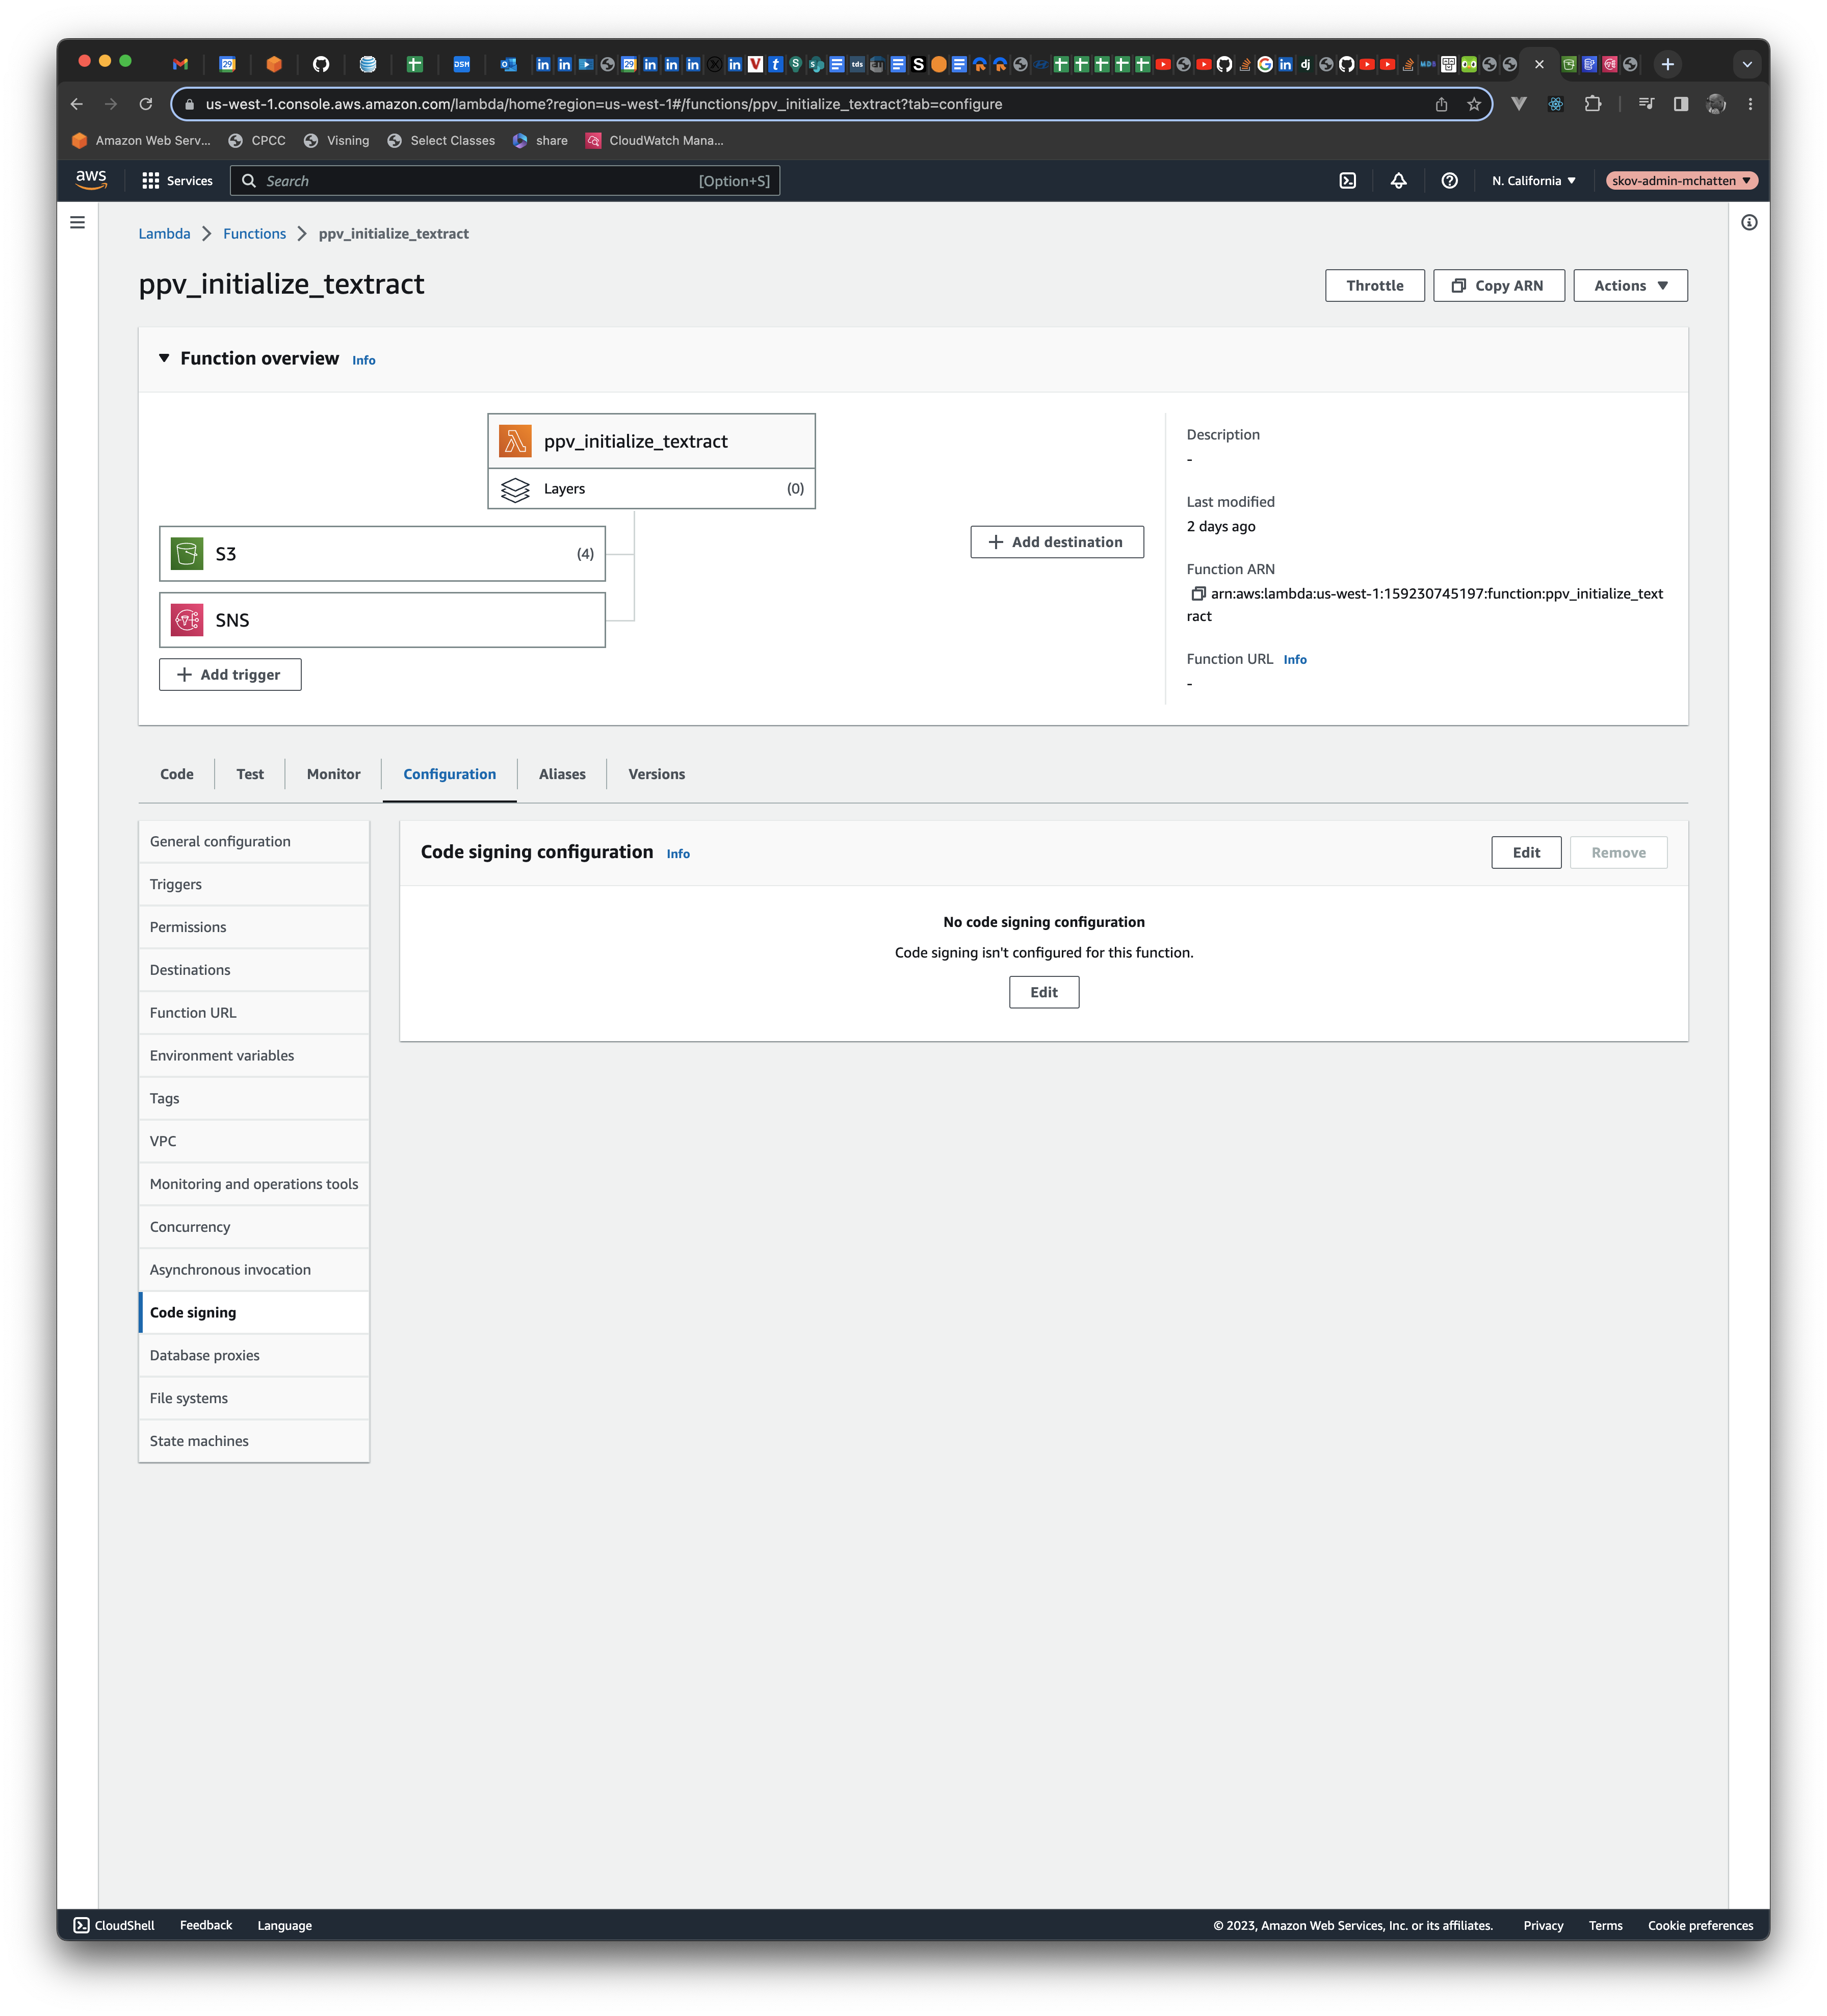 us-west-1.console.aws.amazon.com/lambda/home?region=us-west-1#/functions/ppv_initialize_textract?tab=configure
Amazon Web Serv...
CPCC
Visning
Select Classes
share
CloudWatch Mana...
aws
Services
Search
[Option+S]
N. California
skov-admin-mchatten
Lambda
Functions
ppv_initialize_textract
ppv_initialize_textract
Throttle
Copy ARN
Actions
Function overview
Info
ppv_initialize_textract
Layers
(0)
S3
(4)
SNS
Add trigger
Add destination
Description
-
Last modified
2 days ago
Function ARN
arn:aws:lambda:us-west-1:159230745197:function:ppv_initialize_text
ract
Function URL
Info
-
Code
Test
Monitor
Configuration
Aliases
Versions
General configuration
Triggers
Permissions
Destinations
Function URL
Environment variables
Tags
VPC
Monitoring and operations tools
Concurrency
Asynchronous invocation
Code signing
Database proxies
File systems
State machines
Code signing configuration
Info
Edit
Remove
No code signing configuration
Code signing isn't configured for this function.
Edit
CloudShell
Feedback
Language
© 2023, Amazon Web Services, Inc. or its affiliates.
Privacy
Terms
Cookie preferences